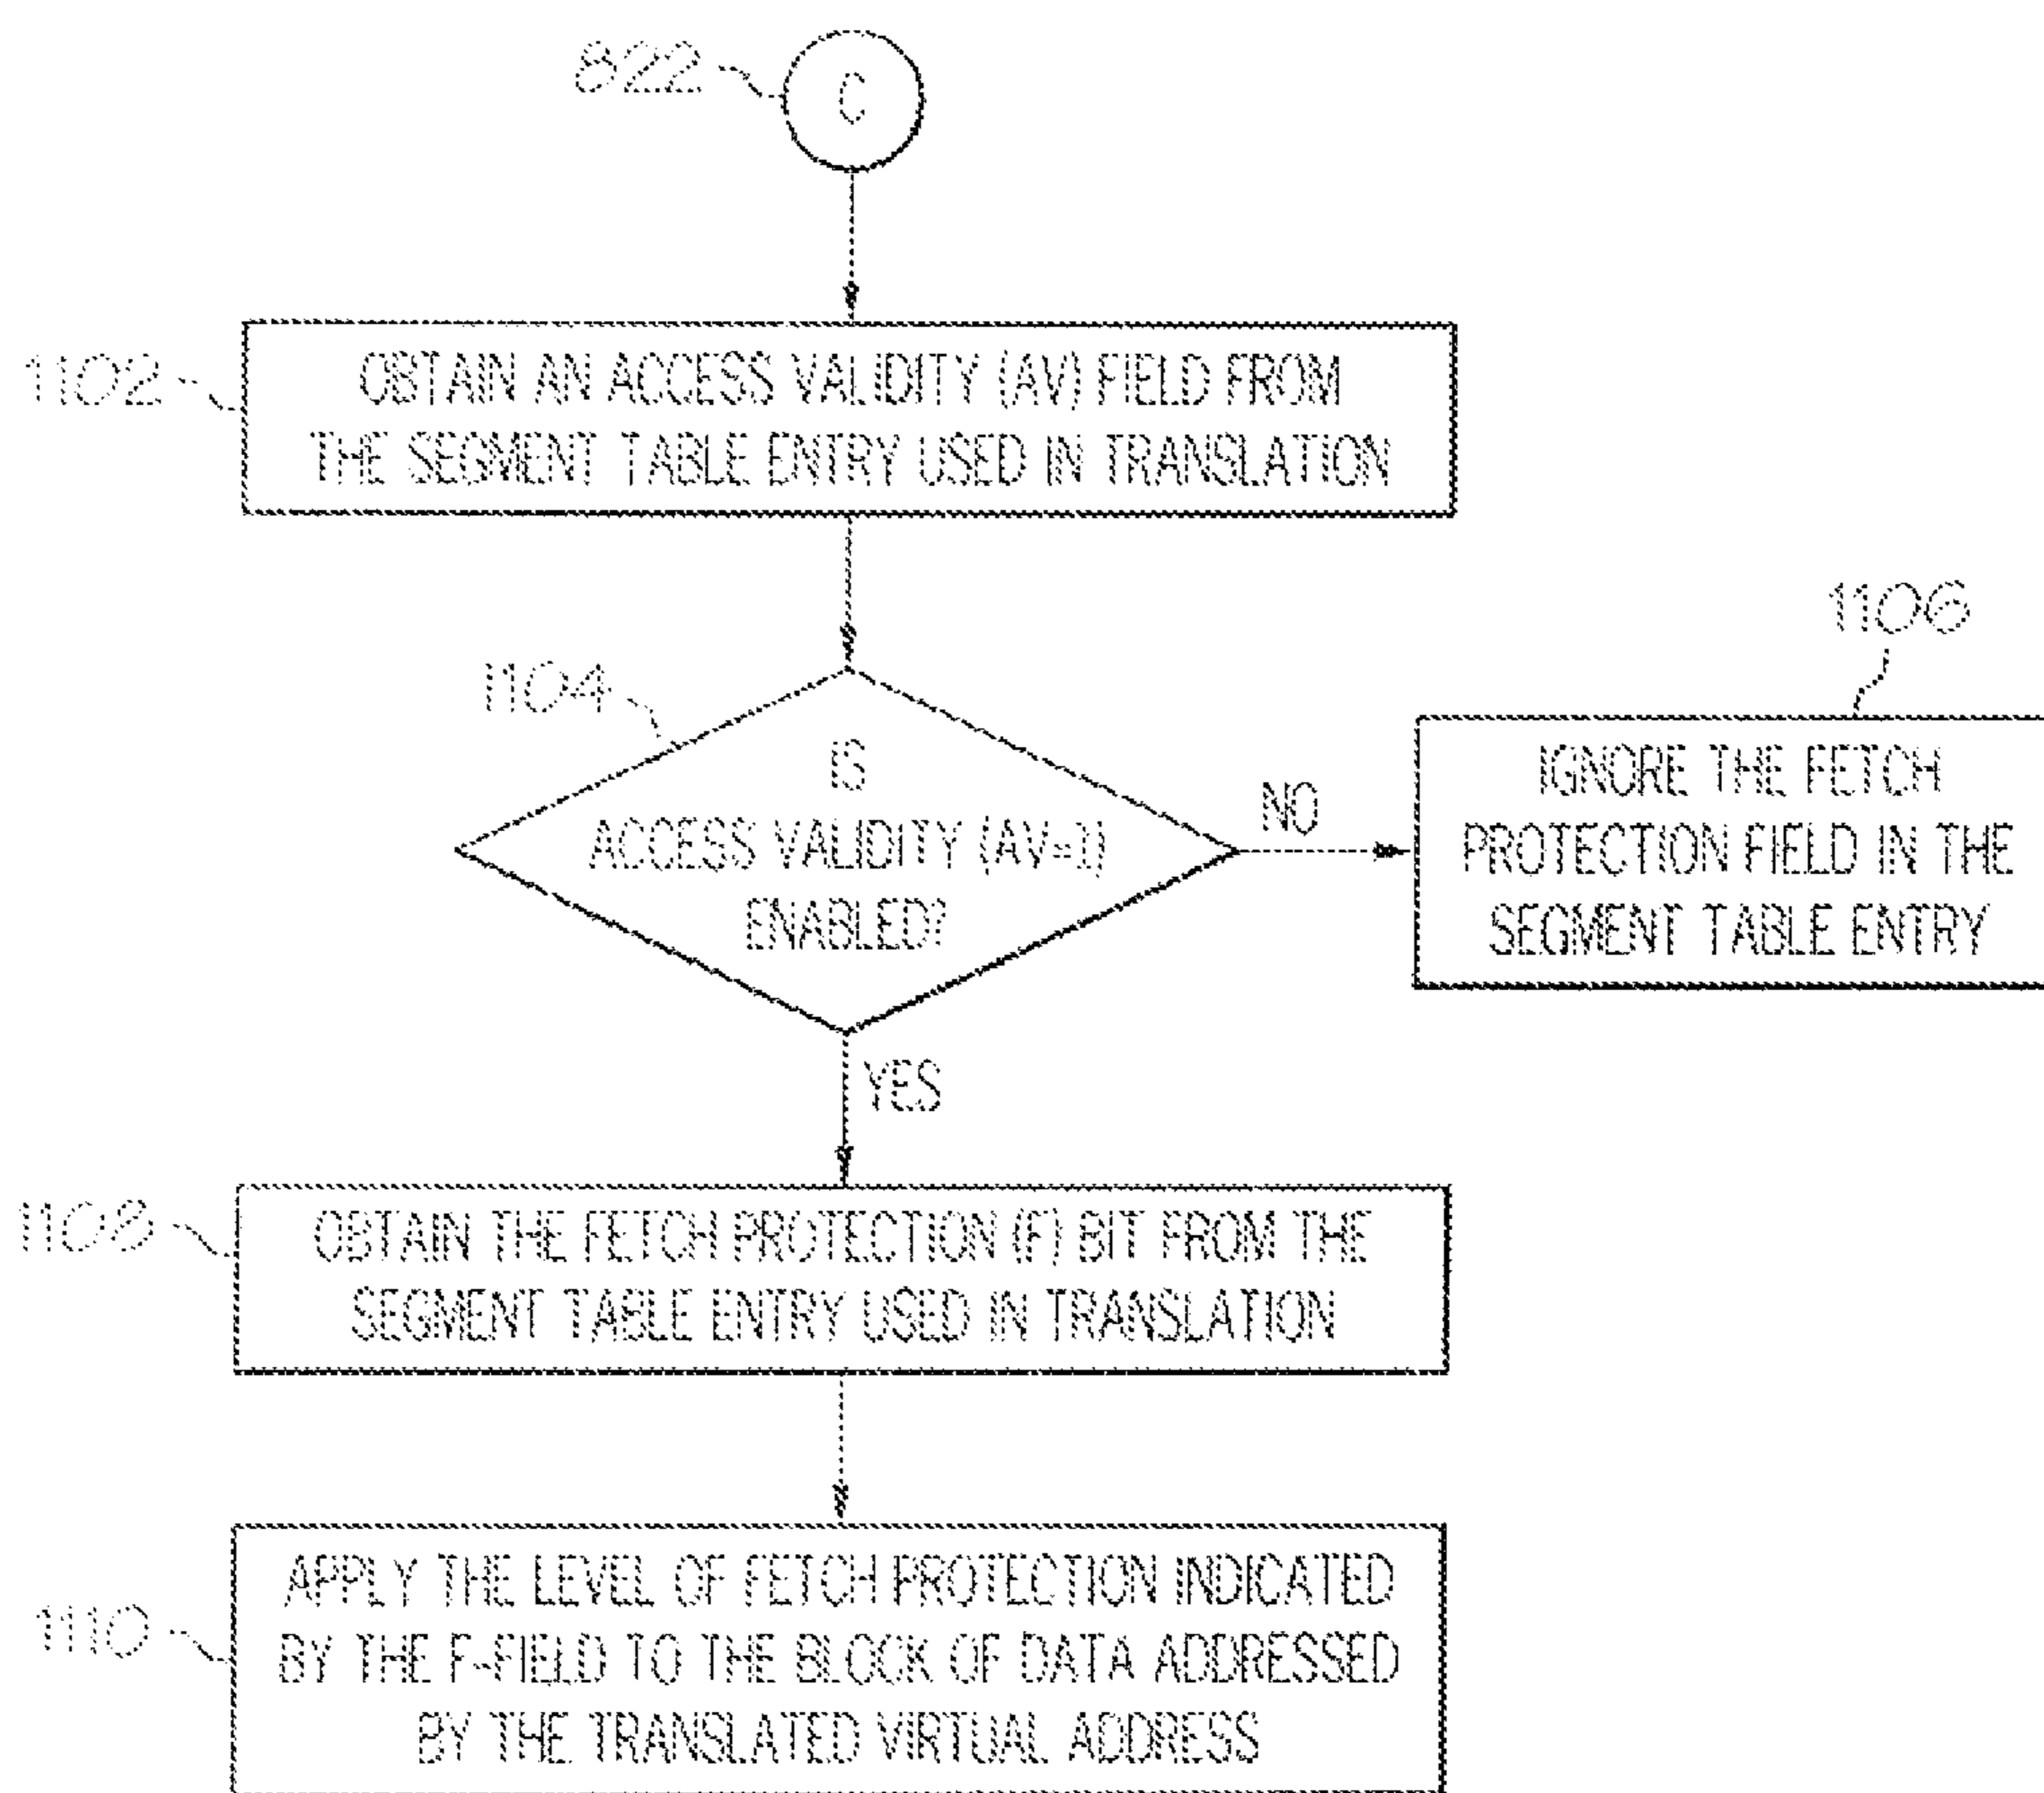 822
C
1102
OBTAIN AN ACCESS VALIDITY (AV) FIELD FROM
THE SEGMENT TABLE ENTRY USED IN TRANSLATION
1104
IS
ACCESS VALIDITY (AV=1)
ENABLED?
NO
1106
IGNORE THE FETCH
PROTECTION FIELD IN THE
SEGMENT TABLE ENTRY
YES
1108
OBTAIN THE FETCH PROTECTION (F) BIT FROM THE
SEGMENT TABLE ENTRY USED IN TRANSLATION
1110
APPLY THE LEVEL OF FETCH PROTECTION INDICATED
BY THE F-FIELD TO THE BLOCK OF DATA ADDRESSED
BY THE TRANSLATED VIRTUAL ADDRESS